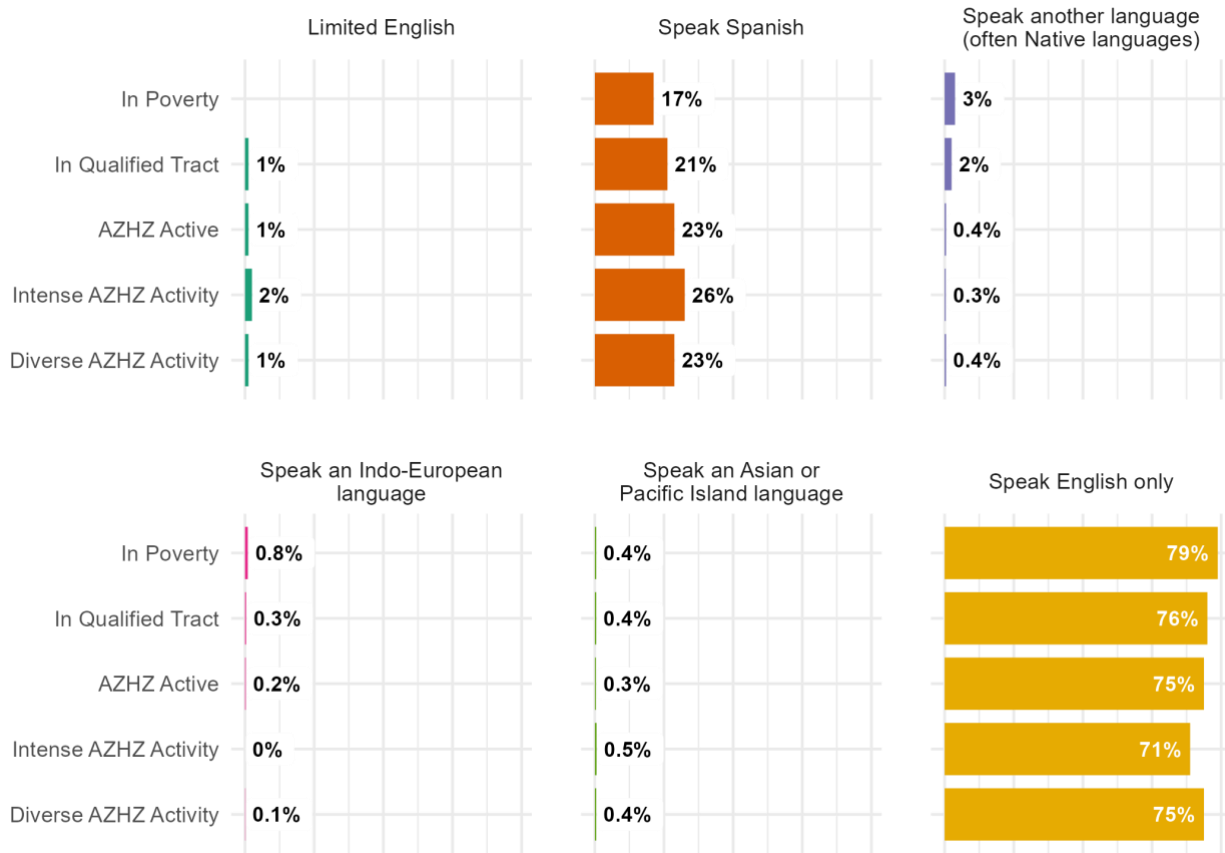 Limited English
Speak Spanish
Speak another language
(often Native languages)
In Poverty
17%
3%
In Qualified Tract
1%
21%
2%
AZHZ Active
1%
23%
0.4%
Intense AZHZ Activity
2%
26%
0.3%
Diverse AZHZ Activity
1%
23%
0.4%
Speak an Indo-European
language
Speak an Asian or
Pacific Island language
Speak English only
In Poverty
0.8%
0.4%
79%
In Qualified Tract
0.3%
0.4%
76%
AZHZ Active
0.2%
0.3%
75%
Intense AZHZ Activity
0%
0.5%
71%
Diverse AZHZ Activity
0.1%
0.4%
75%